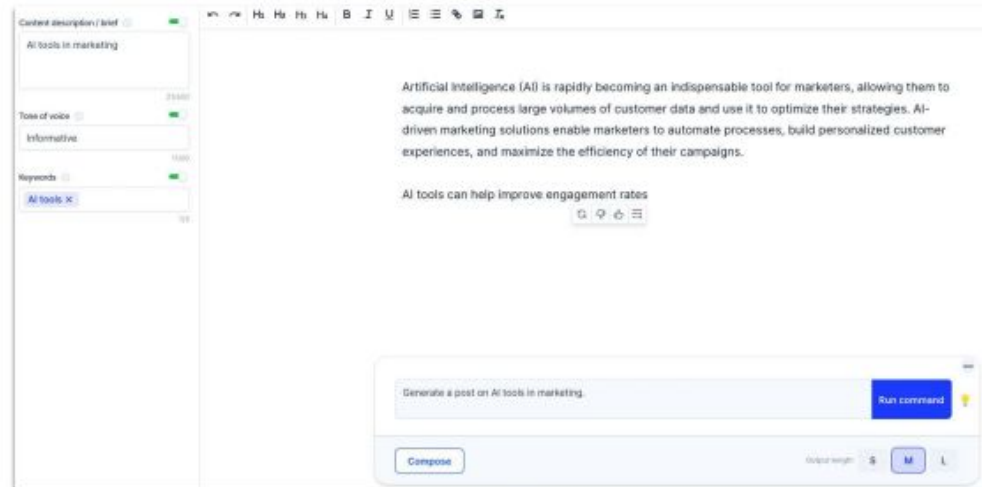 Content description / brief
AI tools in marketing
Tone of voice
Informative
Keywords
AI tools ×
H₁ H₂ H₃ H₄ B I U
Artificial Intelligence (AI) is rapidly becoming an indispensable tool for marketers, allowing them to
acquire and process large volumes of customer data and use it to optimize their strategies. AI-
driven marketing solutions enable marketers to automate processes, build personalized customer
experiences, and maximize the efficiency of their campaigns.
AI tools can help improve engagement rates
Generate a post on AI tools in marketing.
Run command
Compose
Output length S M L